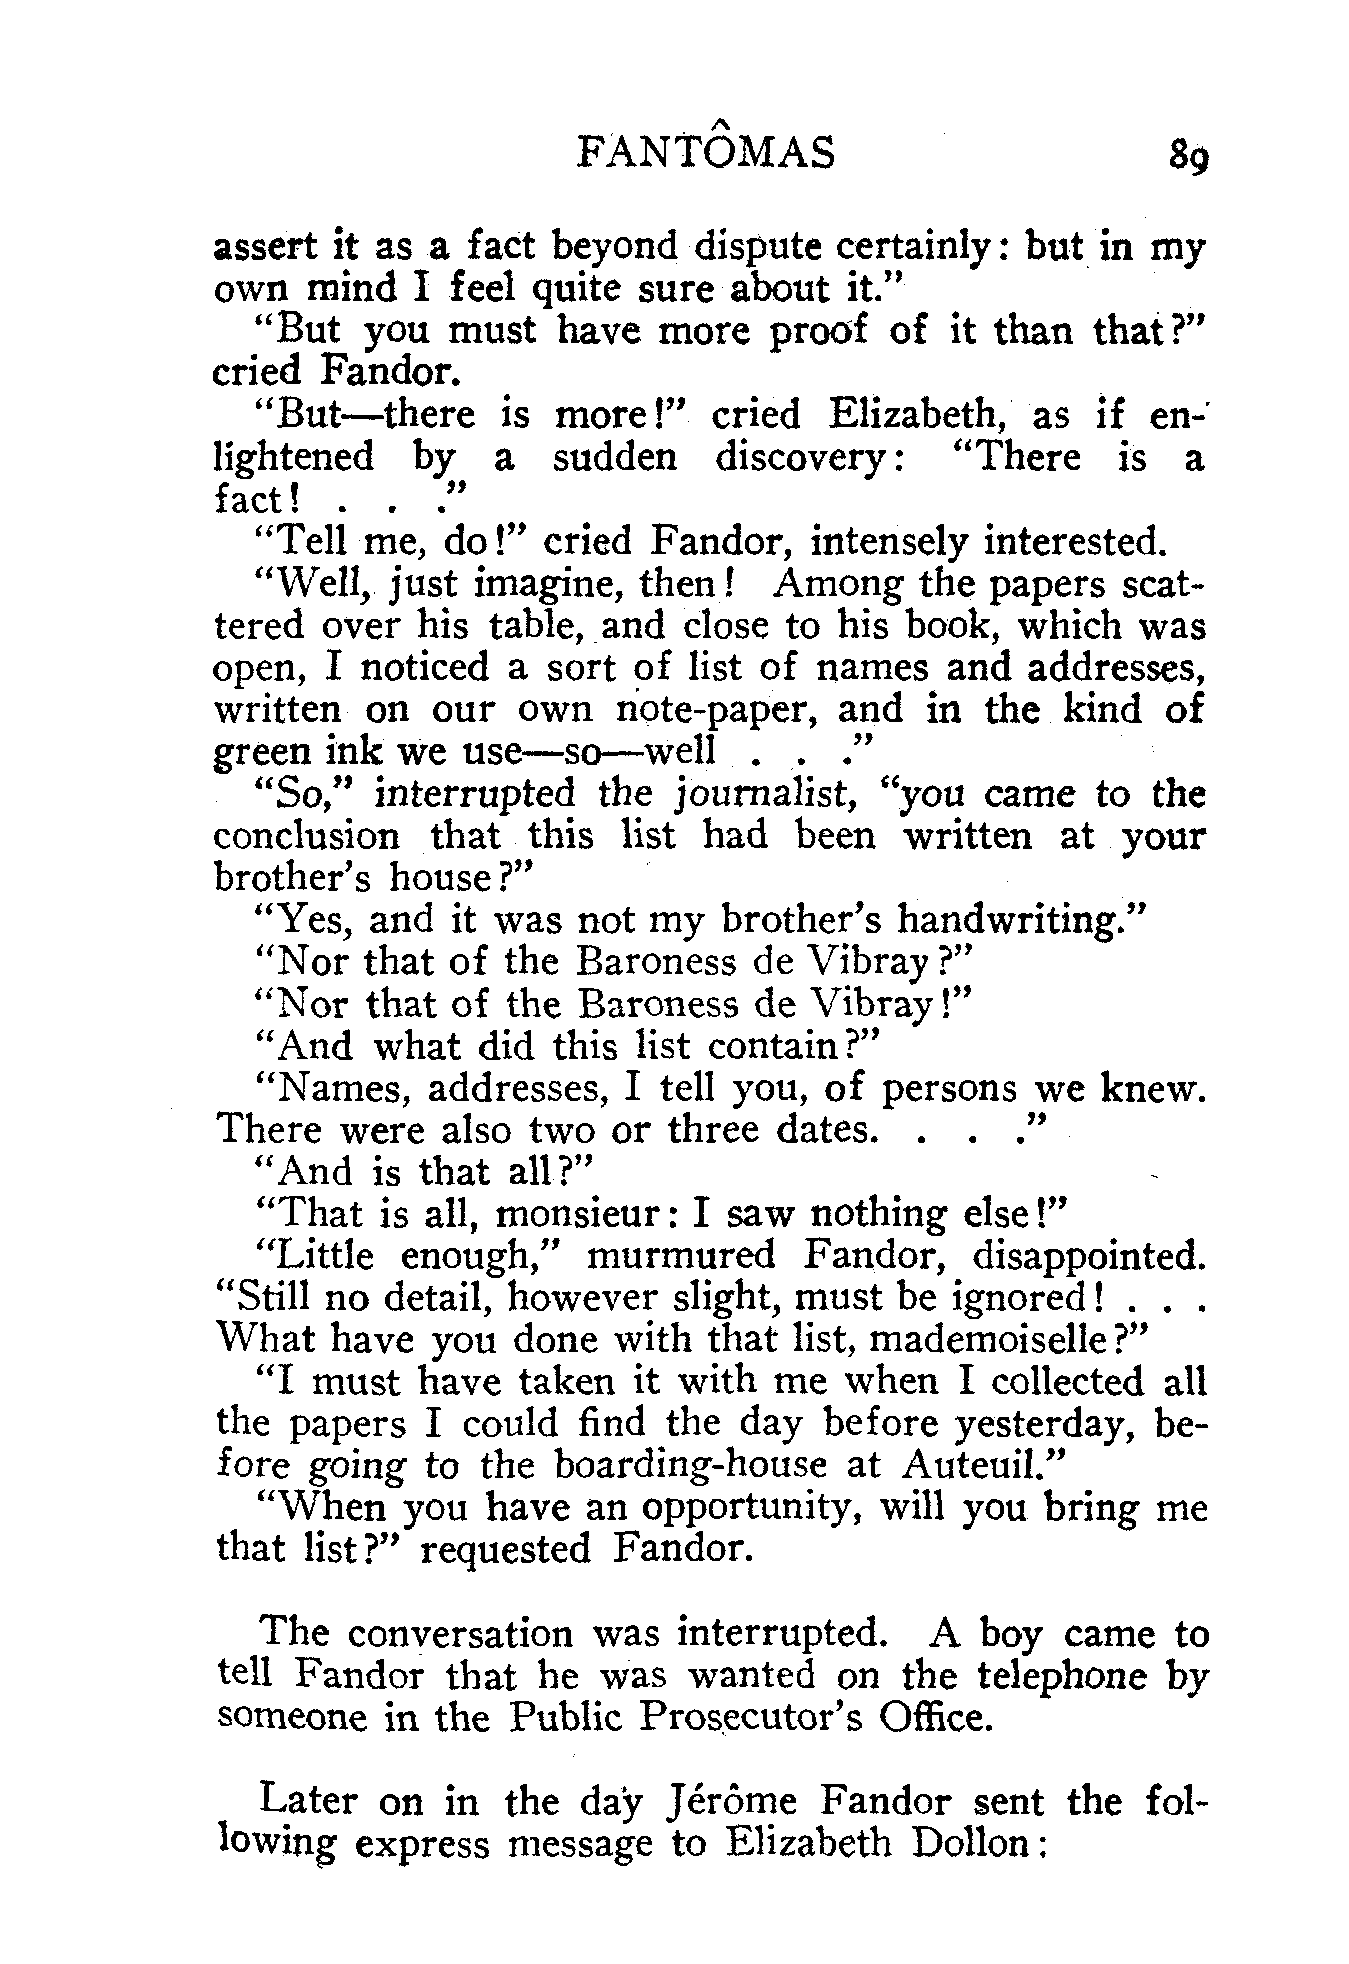 FANTÔMAS 89
assert it as a fact beyond dispute certainly: but in my
own mind I feel quite sure about it."
"But you must have more proof of it than that?"
cried Fandor.
"But—there is more!" cried Elizabeth, as if en-
lightened by a sudden discovery: "There is a
fact! . . ."
"Tell me, do!" cried Fandor, intensely interested.
"Well, just imagine, then! Among the papers scat-
tered over his table, and close to his book, which was
open, I noticed a sort of list of names and addresses,
written on our own note-paper, and in the kind of
green ink we use—so—well . . ."
"So," interrupted the journalist, "you came to the
conclusion that this list had been written at your
brother's house?"
"Yes, and it was not my brother's handwriting."
"Nor that of the Baroness de Vibray?"
"Nor that of the Baroness de Vibray!"
"And what did this list contain?"
"Names, addresses, I tell you, of persons we knew.
There were also two or three dates. . . ."
"And is that all?"
"That is all, monsieur: I saw nothing else!"
"Little enough," murmured Fandor, disappointed.
"Still no detail, however slight, must be ignored! . . .
What have you done with that list, mademoiselle?"
"I must have taken it with me when I collected all
the papers I could find the day before yesterday, be-
fore going to the boarding-house at Auteuil."
"When you have an opportunity, will you bring me
that list?" requested Fandor.
The conversation was interrupted. A boy came to
tell Fandor that he was wanted on the telephone by
someone in the Public Prosecutor's Office.
Later on in the day Jérôme Fandor sent the fol-
lowing express message to Elizabeth Dollon: